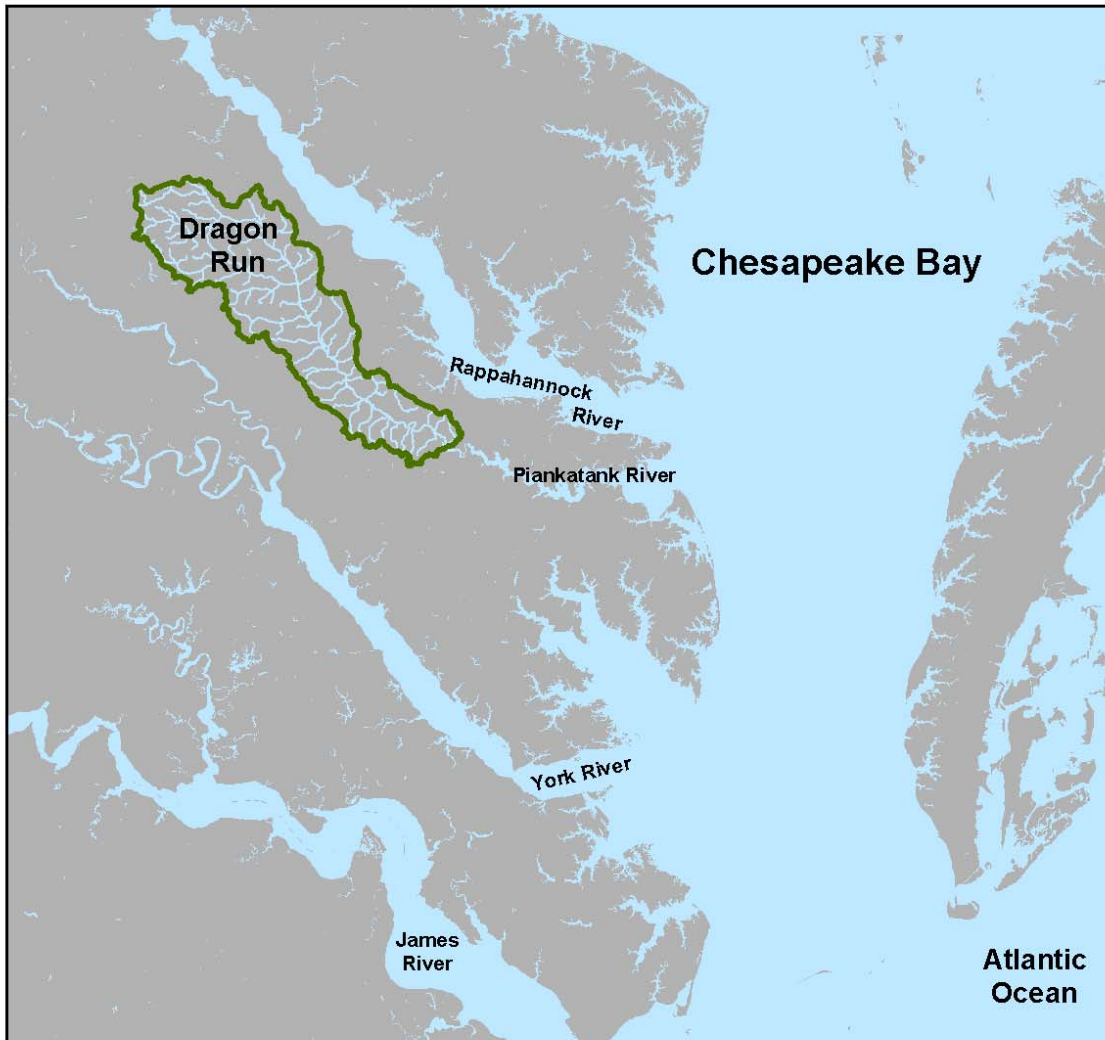 Dragon
Run
Chesapeake Bay
Rappahannock
River
Piankatank River
York River
James
River
Atlantic
Ocean